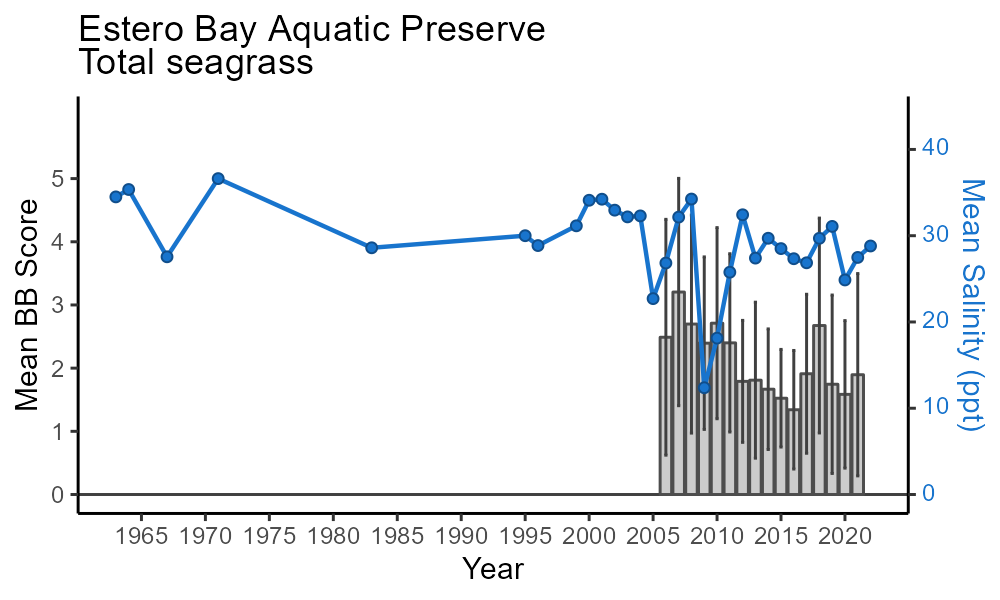 Estero Bay Aquatic Preserve
Total seagrass
Mean BB Score
5
4
3
2
1
0
40
30
20
10
0
Mean Salinity (ppt)
1965 1970 1975 1980 1985 1990 1995 2000 2005 2010 2015 2020
Year